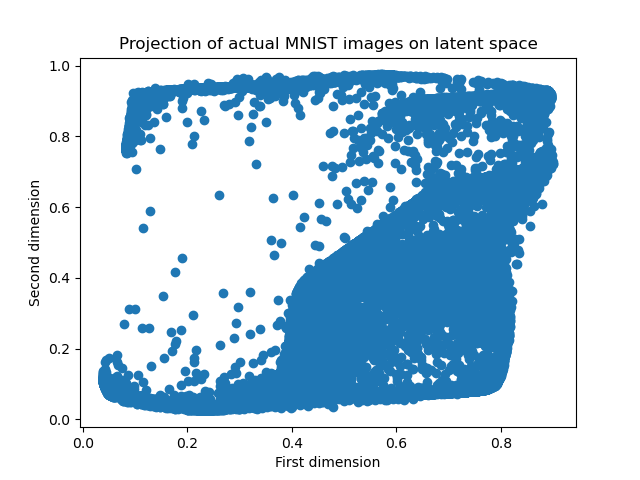 Projection of actual MNIST images on latent space
1.0
0.8
0.6
0.4
0.2
0.0
Second dimension
0.0 0.2 0.4 0.6 0.8
First dimension